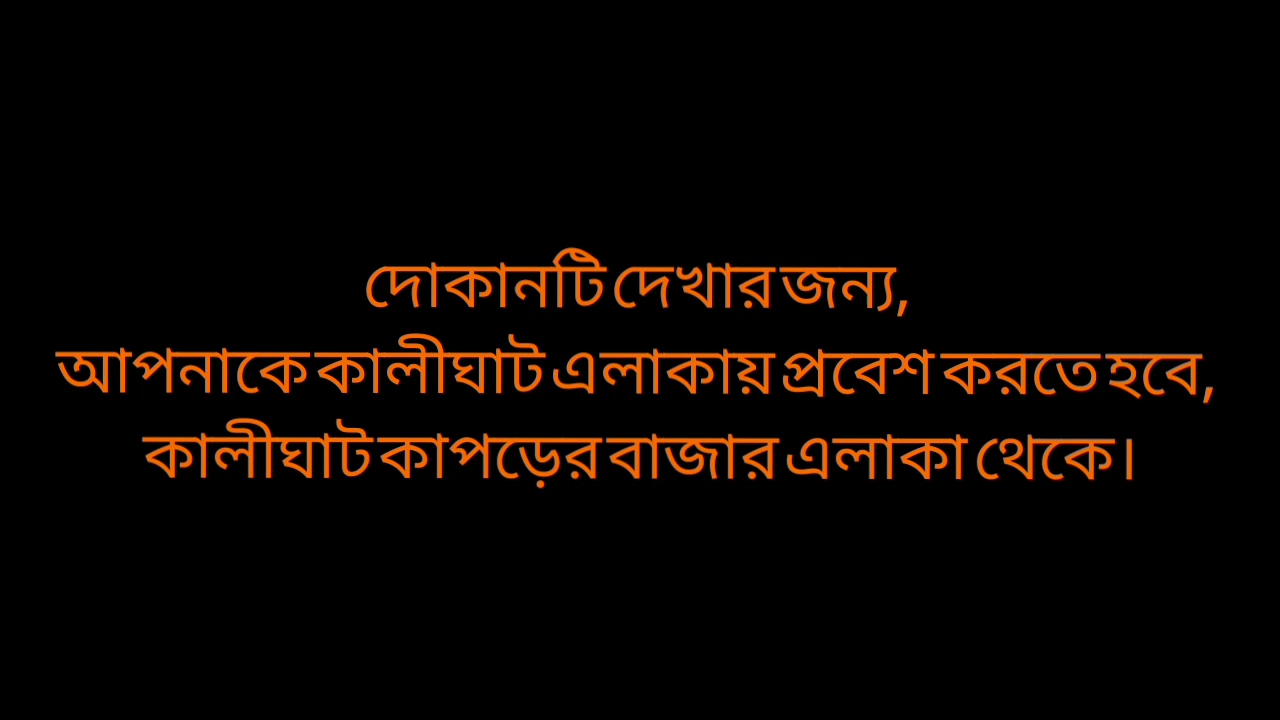 দোকানটি দেখার জন্য,
আপনাকে কালীঘাট এলাকায় প্রবেশ করতে হবে,
কালীঘাট কাপড়ের বাজার এলাকা থেকে।